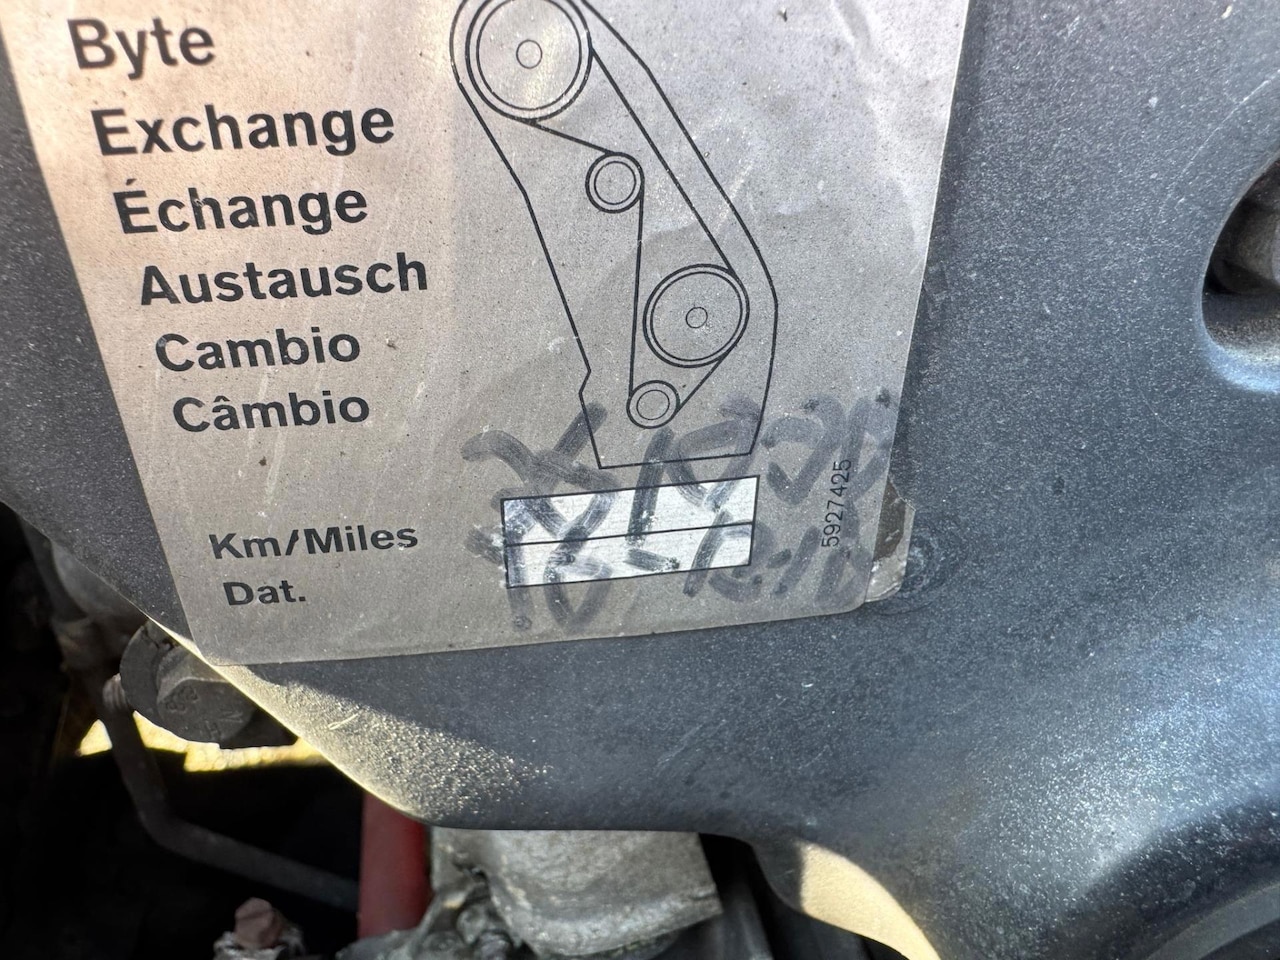 Byte
Exchange
Échange
Austausch
Cambio
Câmbio
Km/Miles
Dat.
5927425